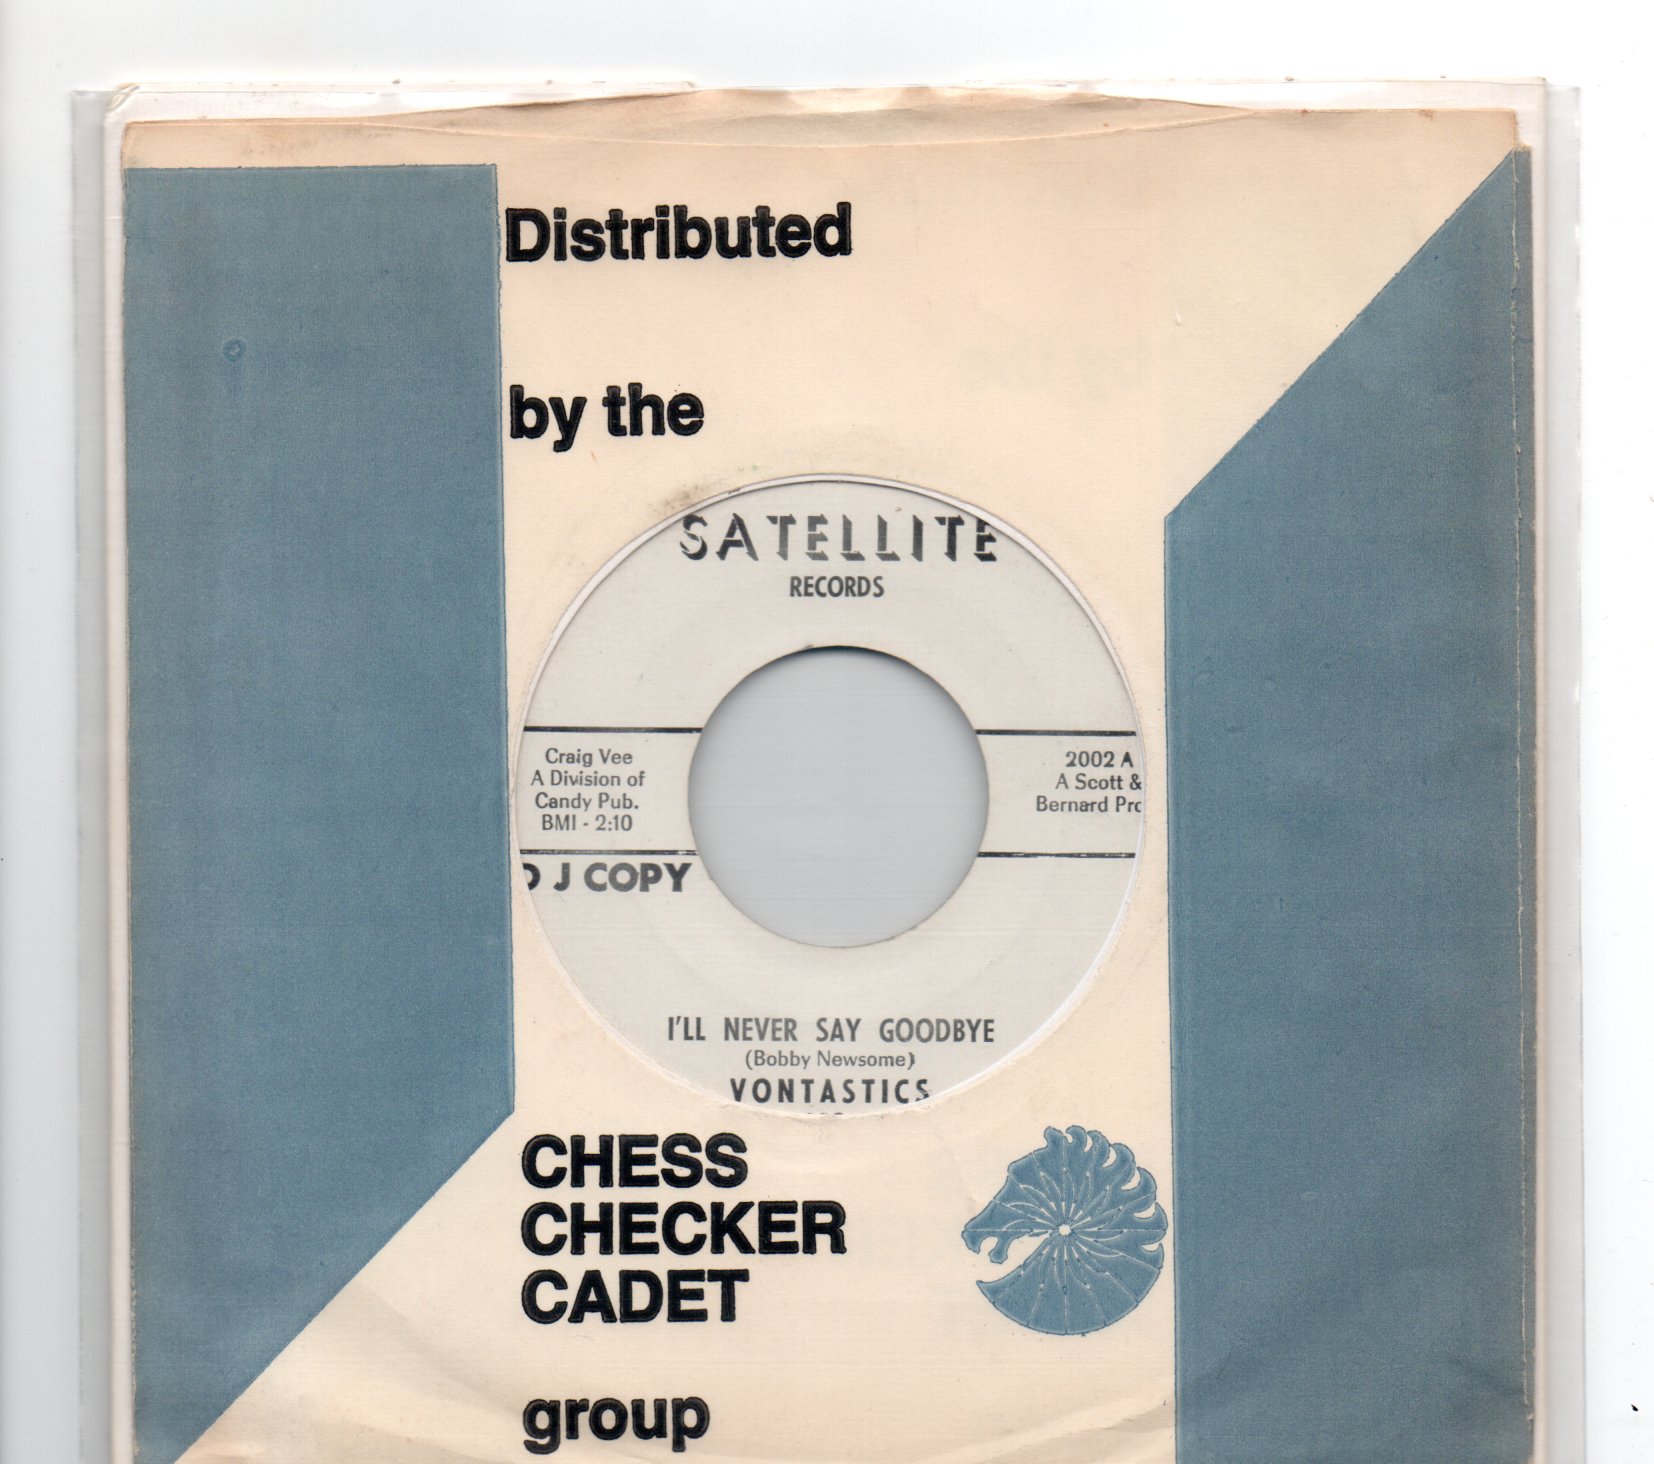 Distributed
by the
SATELLITE
RECORDS
Craig Vee
A Division of
Candy Pub.
BMI - 2:10
2002 A
A Scott &
Bernard Pro
D J COPY
I'LL NEVER SAY GOODBYE
(Bobby Newsome)
VONTASTICS
CHESS
CHECKER
CADET
group